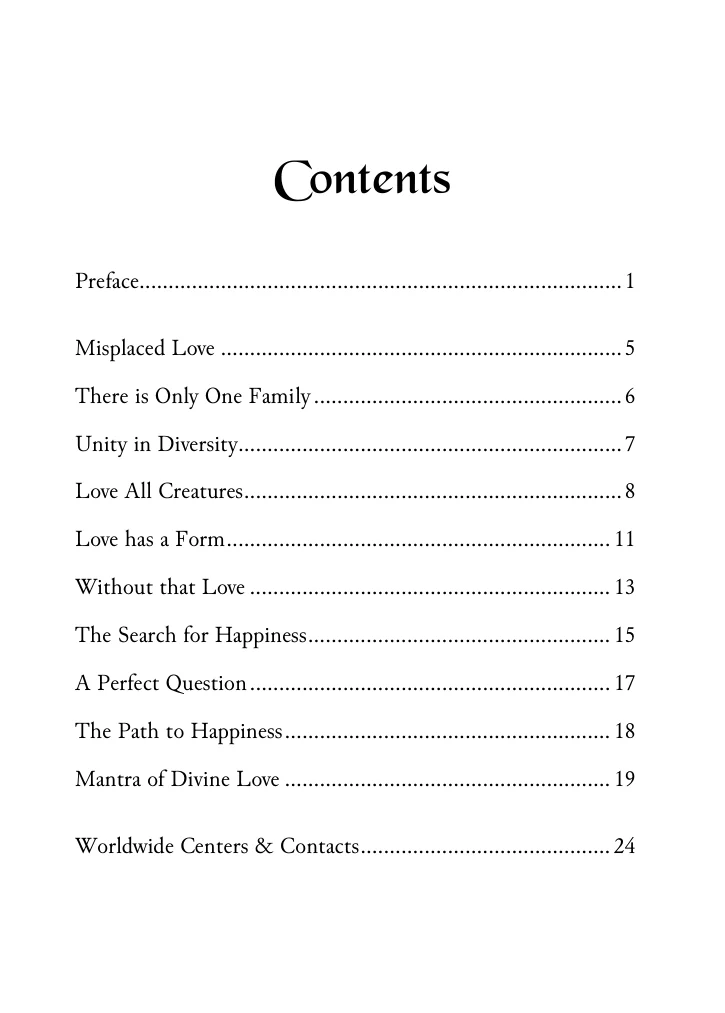 Contents
Preface.................................................................................... 1
Misplaced Love ..................................................................... 5
There is Only One Family ..................................................... 6
Unity in Diversity.................................................................. 7
Love All Creatures................................................................. 8
Love has a Form.................................................................. 11
Without that Love .............................................................. 13
The Search for Happiness.................................................... 15
A Perfect Question .............................................................. 17
The Path to Happiness........................................................ 18
Mantra of Divine Love ........................................................ 19
Worldwide Centers & Contacts........................................... 24